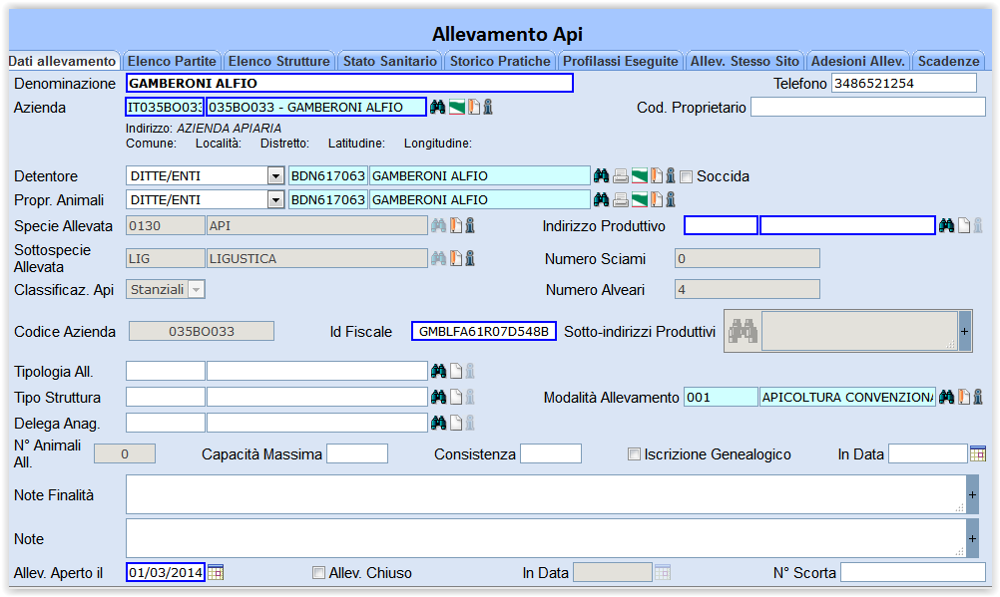 Allevamento Api
Dati allevamento Elenco Partite Elenco Strutture Stato Sanitario Storico Pratiche Profilassi Eseguite Allev. Stesso Sito Adesioni Allev. Scadenze
Denominazione GAMBERONI ALFIO Telefono 3486521254
Azienda IT035BO033 035BO033 - GAMBERONI ALFIO Cod. Proprietario
Indirizzo: AZIENDA APIARIA
Comune: Località: Distretto: Latitudine: Longitudine:
Detentore DITTE/ENTI BDN617063 GAMBERONI ALFIO Soccida
Propr. Animali DITTE/ENTI BDN617063 GAMBERONI ALFIO
Specie Allevata 0130 API Indirizzo Produttivo
Sottospecie
Allevata LIG LIGUSTICA Numero Sciami 0
Classificaz. Api Stanziali Numero Alveari 4
Codice Azienda 035BO033 Id Fiscale GMBLFA61R07D548B Sotto-indirizzi Produttivi +
Tipologia All.
Tipo Struttura Modalità Allevamento 001 APICOLTURA CONVENZIONA
Delega Anag.
N° Animali
All. 0 Capacità Massima Consistenza Iscrizione Genealogico In Data
Note Finalità +
Note +
Allev. Aperto il 01/03/2014 Allev. Chiuso In Data N° Scorta